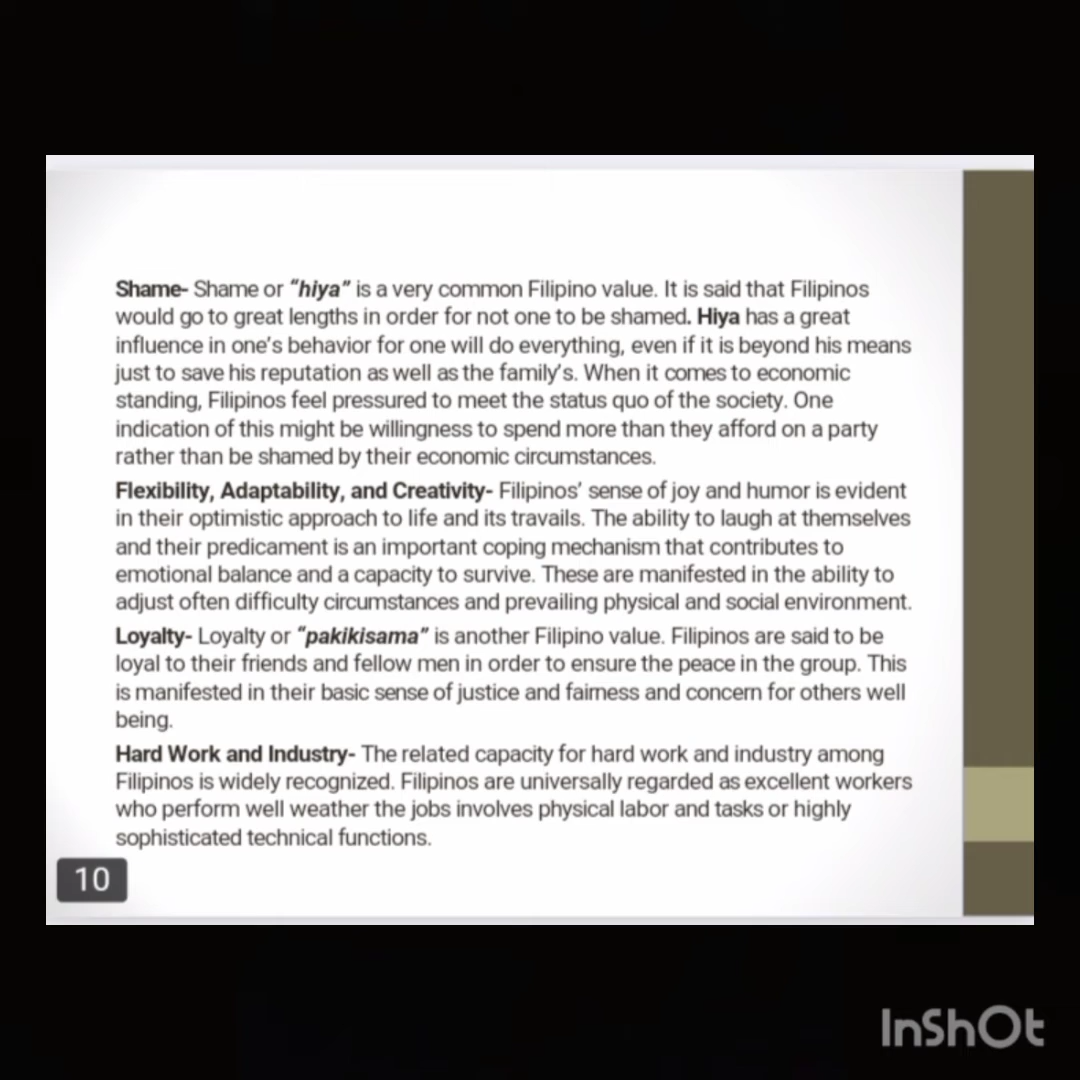 Shame- Shame or “hiya” is a very common Filipino value. It is said that Filipinos
would go to great lengths in order for not one to be shamed. Hiya has a great
influence in one's behavior for one will do everything, even if it is beyond his means
just to save his reputation as well as the family's. When it comes to economic
standing, Filipinos feel pressured to meet the status quo of the society. One
indication of this might be willingness to spend more than they afford on a party
rather than be shamed by their economic circumstances.
Flexibility, Adaptability, and Creativity- Filipinos' sense of joy and humor is evident
in their optimistic approach to life and its travails. The ability to laugh at themselves
and their predicament is an important coping mechanism that contributes to
emotional balance and a capacity to survive. These are manifested in the ability to
adjust often difficulty circumstances and prevailing physical and social environment.
Loyalty- Loyalty or “pakikisama” is another Filipino value. Filipinos are said to be
loyal to their friends and fellow men in order to ensure the peace in the group. This
is manifested in their basic sense of justice and fairness and concern for others well
being.
Hard Work and Industry- The related capacity for hard work and industry among
Filipinos is widely recognized. Filipinos are universally regarded as excellent workers
who perform well weather the jobs involves physical labor and tasks or highly
sophisticated technical functions.
10
InShOt